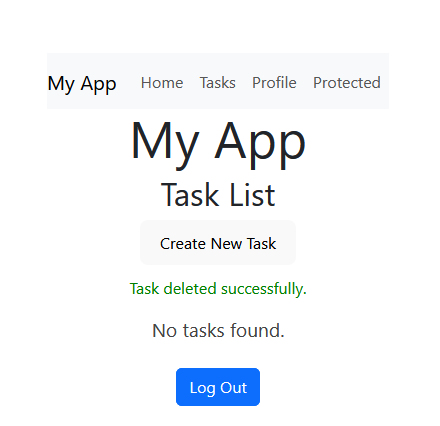 My App Home Tasks Profile Protected
My App
Task List
Create New Task
Task deleted successfully.
No tasks found.
Log Out